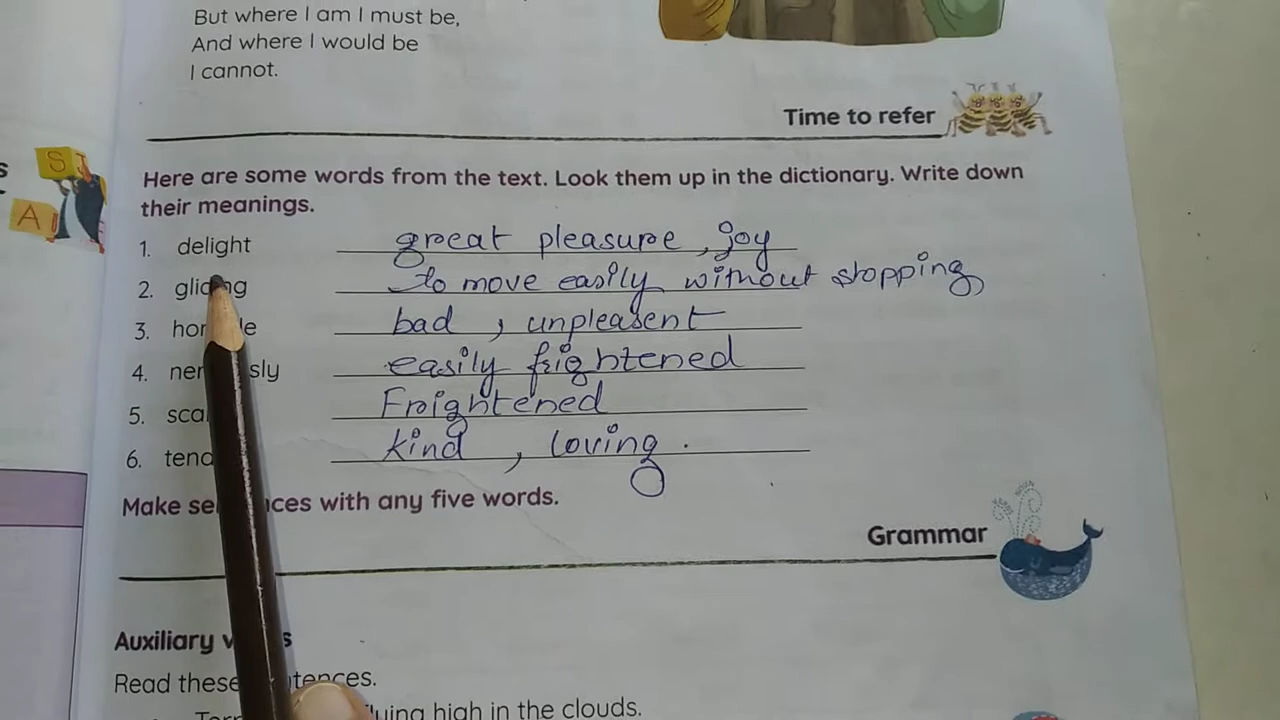 But where I am I must be,
And where I would be
I cannot.
Time to refer
S
A
Here are some words from the text. Look them up in the dictionary. Write down
their meanings.
1. delight great pleasure, joy
2. to move easily without stopping,
3. bad, unpleasent
4. easily frightened
5. Frightened
6. kind, loving.
Make with any five words.
Grammar
Auxiliary
Read these
high in the clouds.